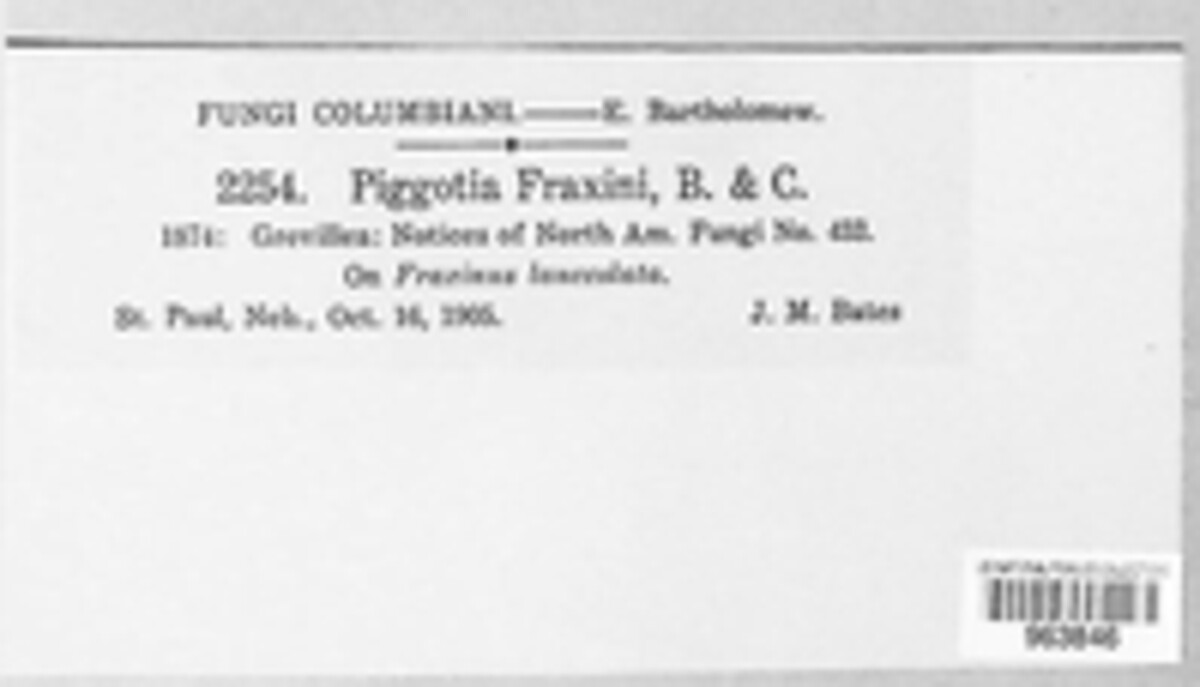 FUNGI COLUMBIANI.——E. Bartholomew.
2254. Piggotia Fraxini, B. & C.
1874: Grevillea: Notices of North Am. Fungi No. 432.
On Fraxinus lanceolata.
St. Paul, Neb., Oct. 16, 1905. J. M. Bates
963846